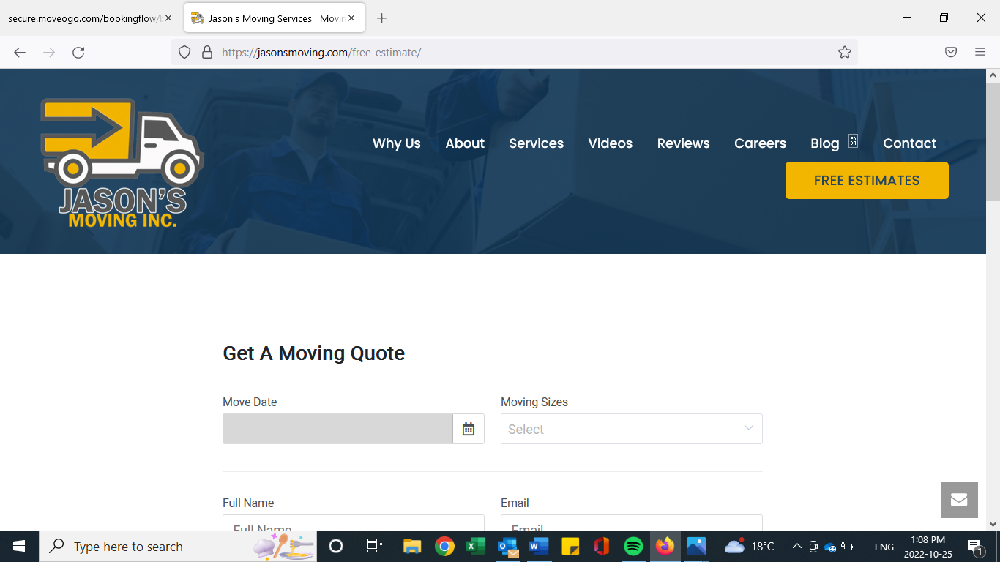 secure.moveogo.com/bookingflow/
Jason's Moving Services | Movin
https://jasonsmoving.com/free-estimate/
Why Us About Services Videos Reviews Careers Blog Contact
FREE ESTIMATES
JASON'S
MOVING INC.
Get A Moving Quote
Move Date Moving Sizes
Select
Full Name Email
Full Name Email
Type here to search
18°C
ENG
1:08 PM
2022-10-25
1